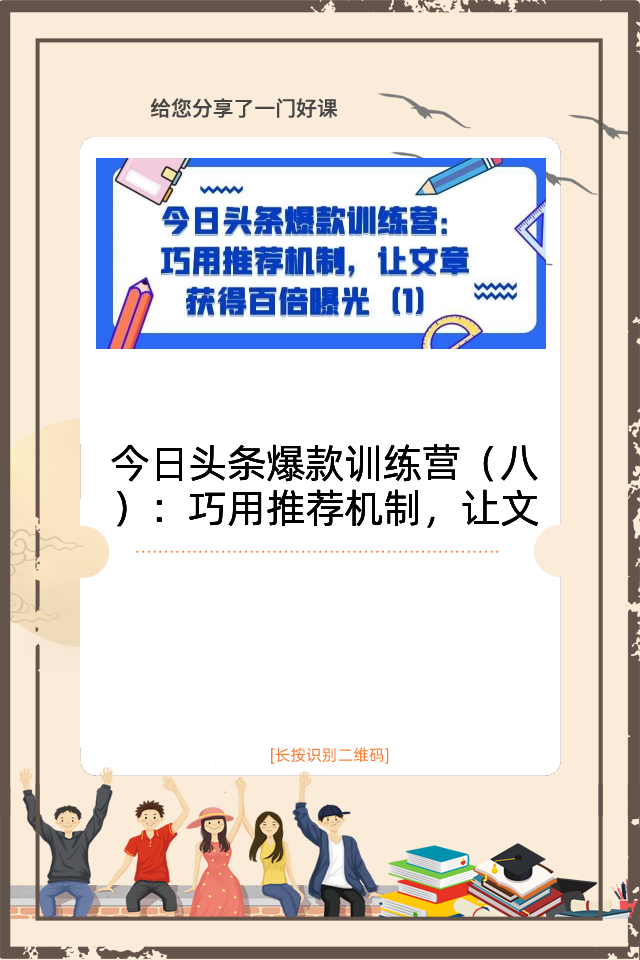 给您分享了一门好课
今日头条爆款训练营：
巧用推荐机制，让文章
获得百倍曝光（1）
今日头条爆款训练营（八
）：巧用推荐机制，让文
[长按识别二维码]